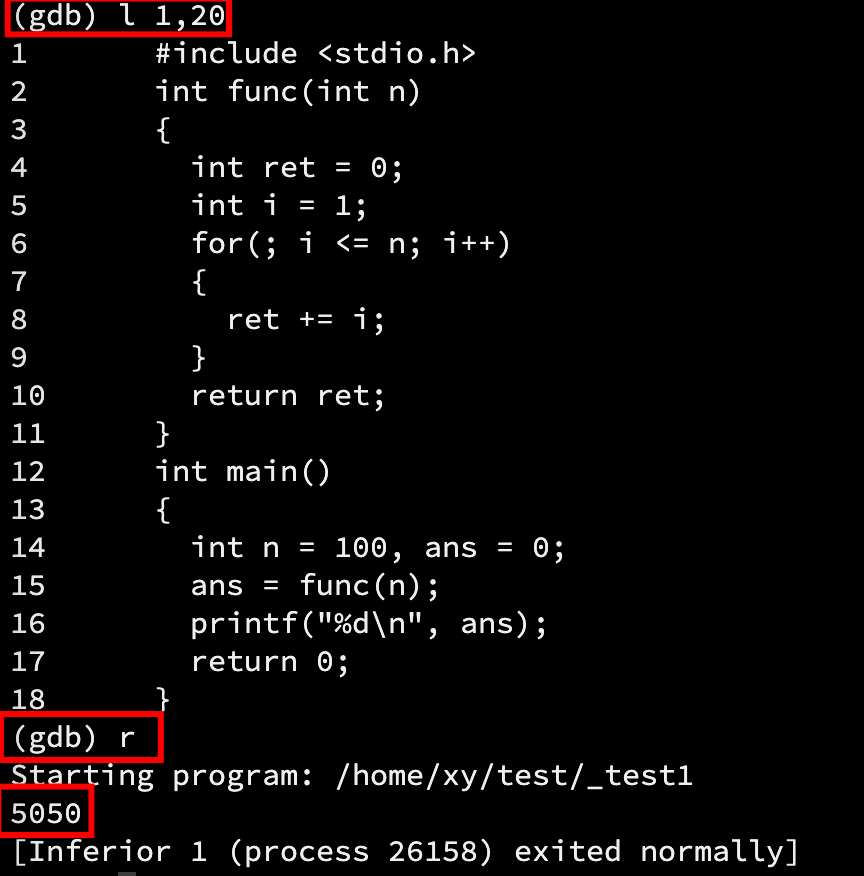 (gdb) l 1,20
1       #include <stdio.h>
2       int func(int n)
3       {
4         int ret = 0;
5         int i = 1;
6         for(; i <= n; i++)
7         {
8           ret += i;
9         }
10        return ret;
11      }
12      int main()
13      {
14        int n = 100, ans = 0;
15        ans = func(n);
16        printf("%d\n", ans);
17        return 0;
18      }
(gdb) r
Starting program: /home/xy/test/_test1
5050
[Inferior 1 (process 26158) exited normally]